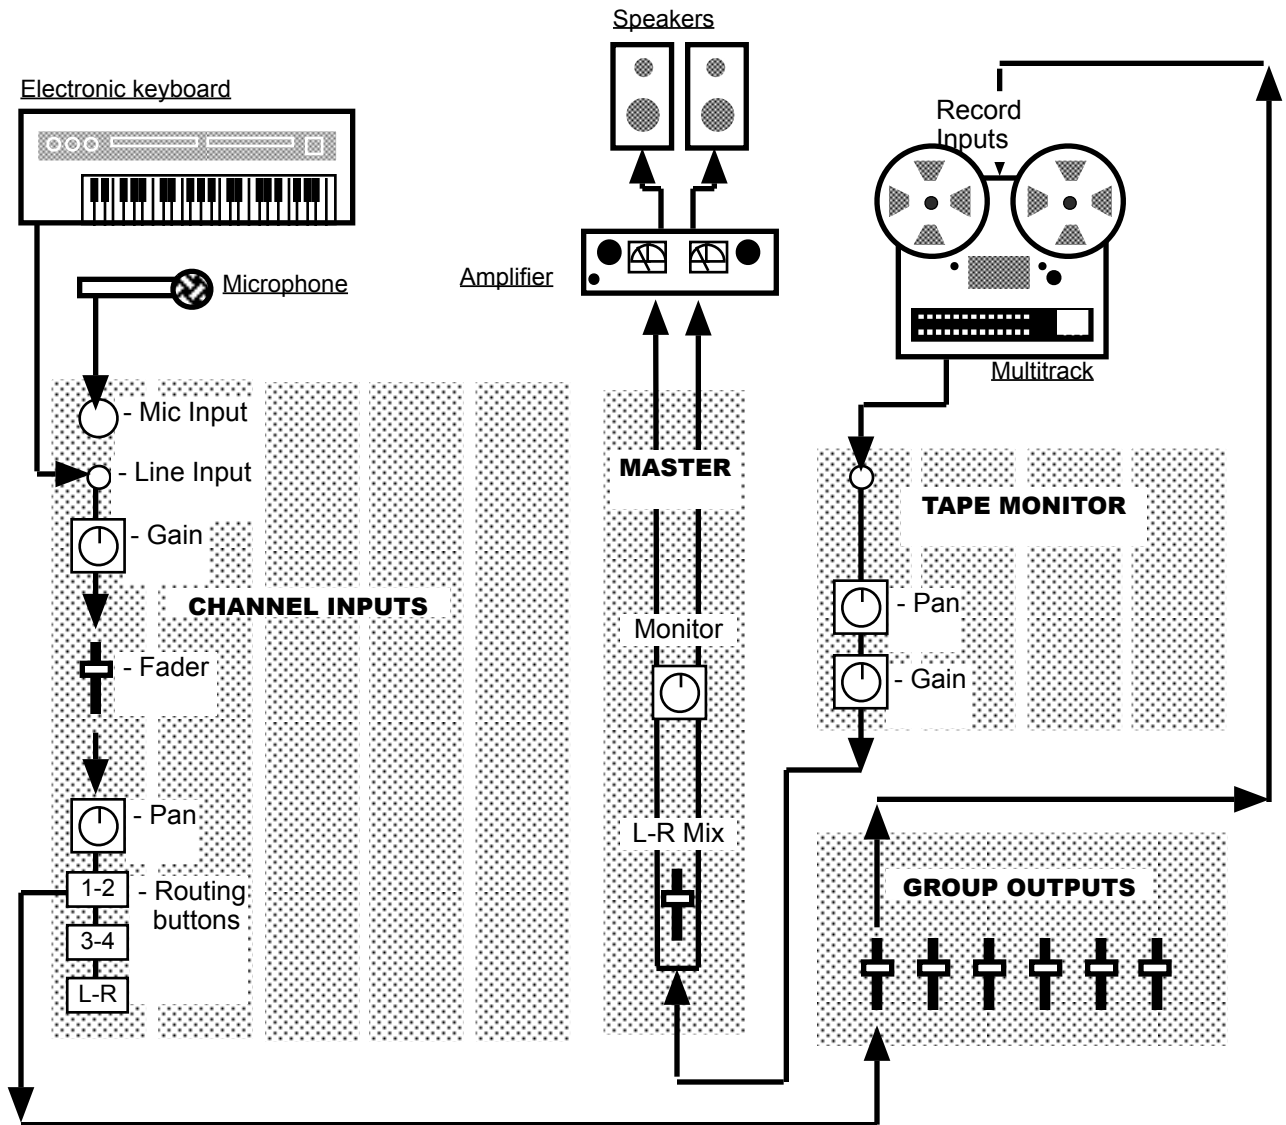 Speakers
Electronic keyboard
Record
Inputs
Microphone
Amplifier
Multitrack
- Mic Input
- Line Input
- Gain
CHANNEL INPUTS
- Fader
- Pan
1-2
- Routing
buttons
3-4
L-R
MASTER
Monitor
L-R Mix
TAPE MONITOR
- Pan
- Gain
GROUP OUTPUTS